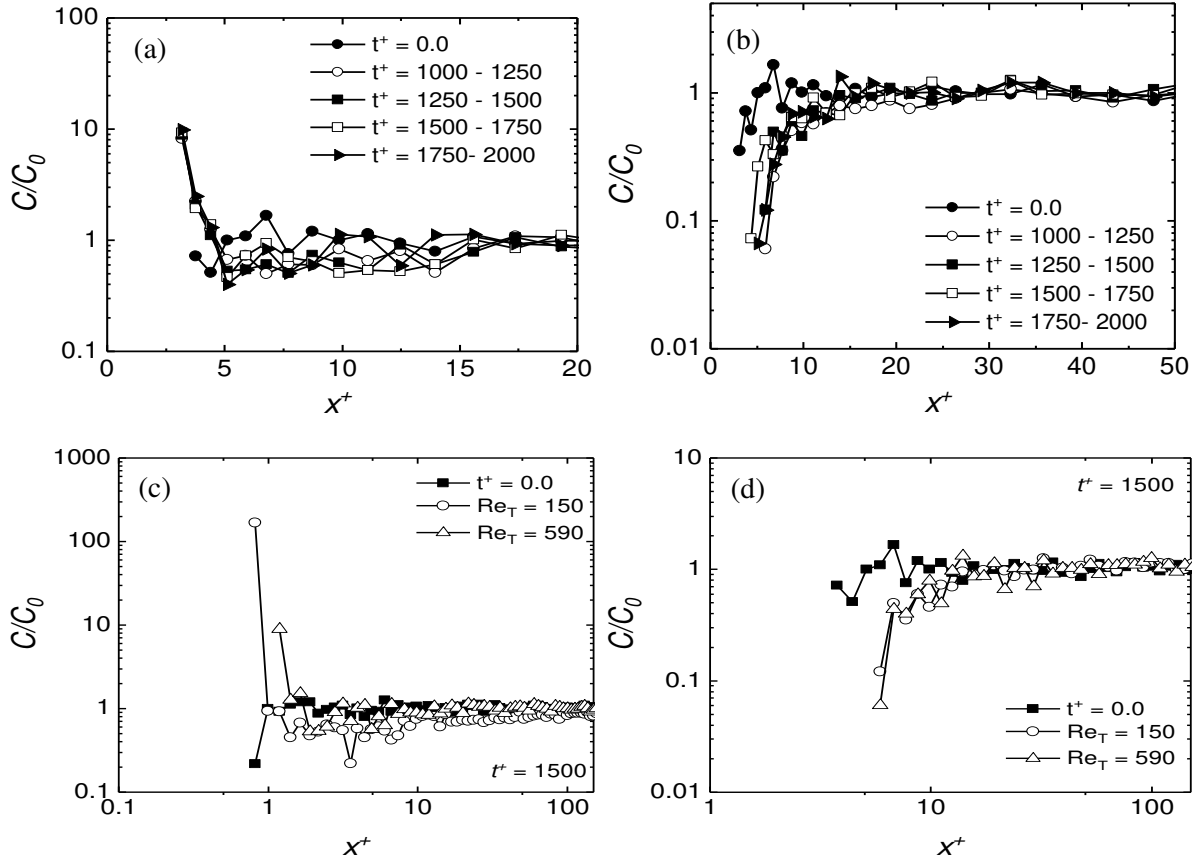 (a)
t⁺ = 0.0
t⁺ = 1000 - 1250
t⁺ = 1250 - 1500
t⁺ = 1500 - 1750
t⁺ = 1750- 2000
100
10
1
0.1
C/C₀
0
5
10
15
20
x⁺
(b)
t⁺ = 0.0
t⁺ = 1000 - 1250
t⁺ = 1250 - 1500
t⁺ = 1500 - 1750
t⁺ = 1750- 2000
1
0.1
0.01
C/C₀
0
10
20
30
40
50
x⁺
(c)
t⁺ = 0.0
Re_T = 150
Re_T = 590
t⁺ = 1500
1000
100
10
1
0.1
C/C₀
0.1
1
10
100
x⁺
(d)
t⁺ = 1500
t⁺ = 0.0
Re_T = 150
Re_T = 590
10
1
0.1
0.01
C/C₀
1
10
100
x⁺